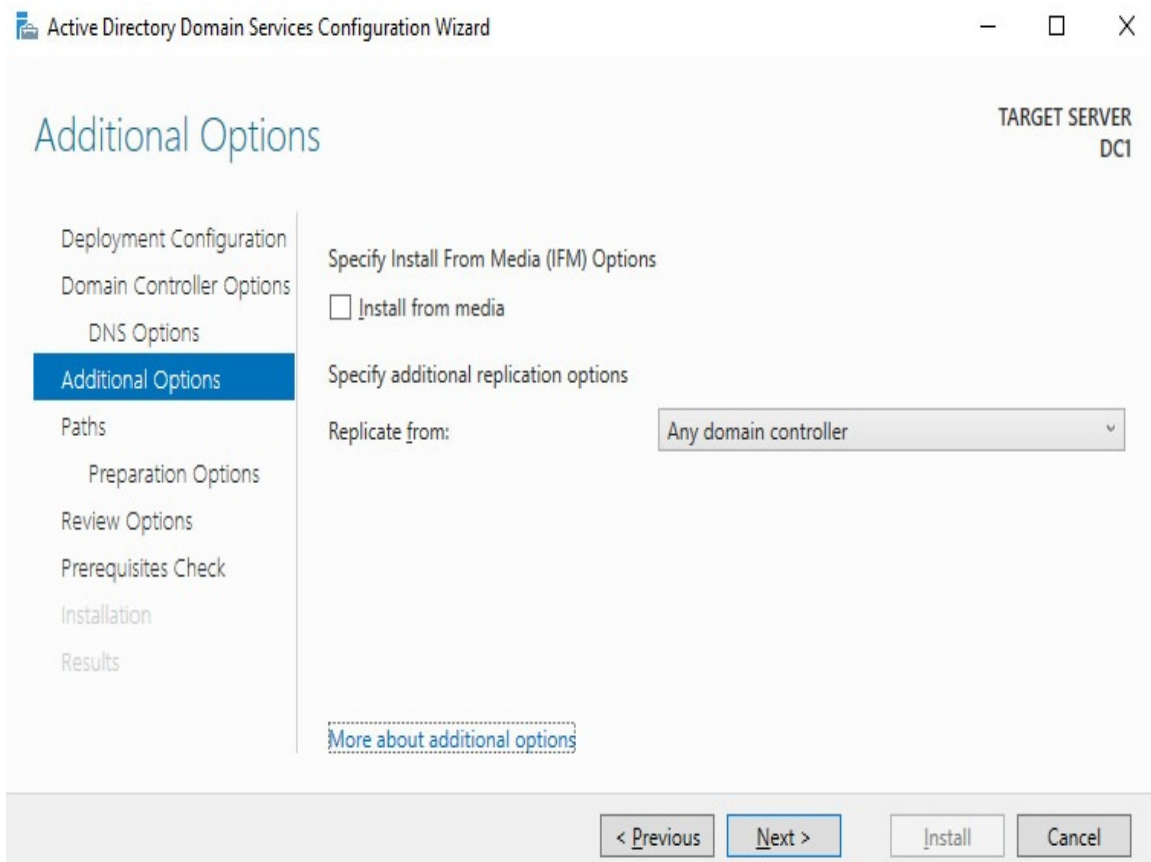 Active Directory Domain Services Configuration Wizard
Additional Options
TARGET SERVER
DC1
Deployment Configuration
Domain Controller Options
DNS Options
Additional Options
Paths
Preparation Options
Review Options
Prerequisites Check
Installation
Results
Specify Install From Media (IFM) Options
Install from media
Specify additional replication options
Replicate from: Any domain controller
More about additional options
< Previous Next > Install Cancel